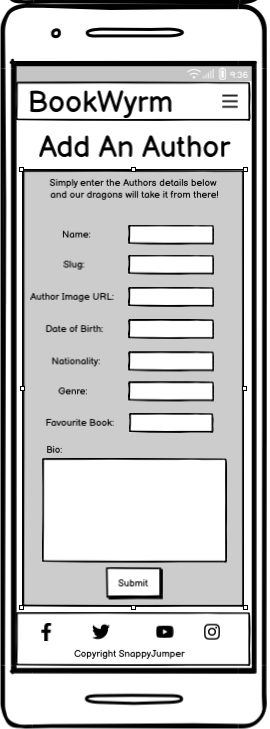 9:36
BookWyrm
Add An Author
Simply enter the Authors details below
and our dragons will take it from there!
Name:
Slug:
Author Image URL:
Date of Birth:
Nationality:
Genre:
Favourite Book:
Bio:
Submit
Copyright SnappyJumper